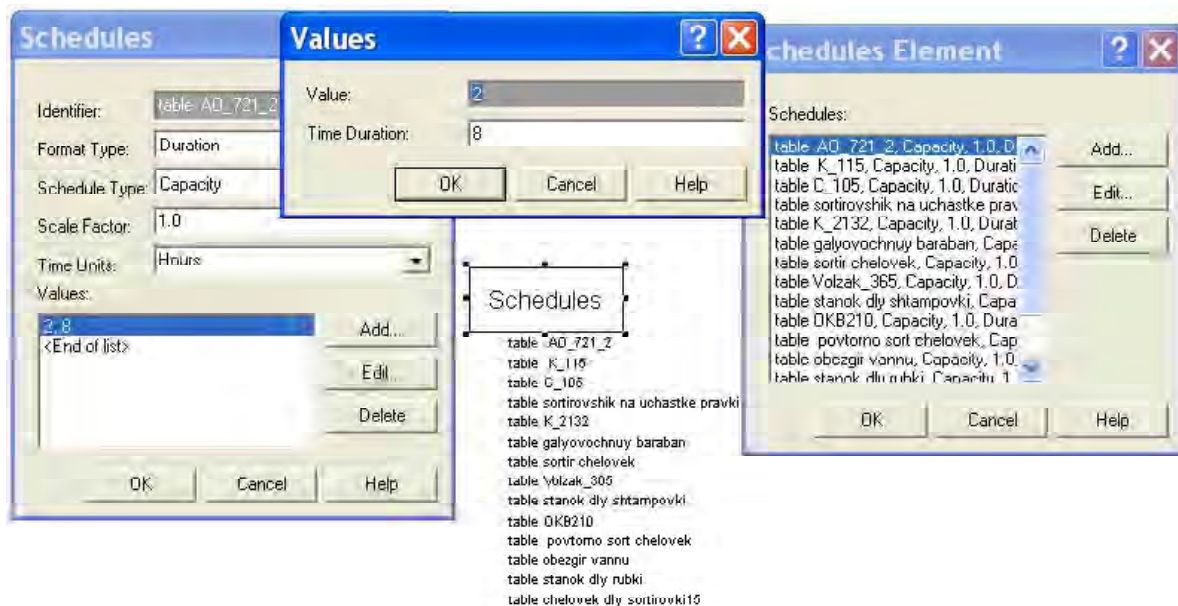 Schedules
Identifier: table AO_721_2
Format Type: Duration
Schedule Type: Capacity
Scale Factor: 1.0
Time Units: Hours
Values:
2, 8
<End of list>
Add...
Edit...
Delete
OK Cancel Help
Values
Value: 2
Time Duration: 8
OK Cancel Help
Schedules
table AO_721_2
table K_115
table C_105
table sortirovshik na uchastke pravki
table K_2132
table galyovochnuy baraban
table sortir chelovek
table Volzak_365
table stanok dly shtampovki
table OKB210
table povtorno sort chelovek
table obezgir vannu
table stanok dly rubki
table chelovek dly sortirovki15
chedules Element
Schedules:
table AO_721_2, Capacity, 1.0, D
table K_115, Capacity, 1.0, Durati
table C_105, Capacity, 1.0, Duratic
table sortirovshik na uchastke prav
table K_2132, Capacity, 1.0, Durat
table galyovochnuy baraban, Capa
table sortir chelovek, Capacity, 1.0
table Volzak_365, Capacity, 1.0, D
table stanok dly shtampovki, Capa
table OKB210, Capacity, 1.0, Dura
table povtorno sort chelovek, Cap
table obezgir vannu, Capacity, 1.0,
table stanok dly rubki, Capacity, 1
Add...
Edit...
Delete
OK Cancel Help